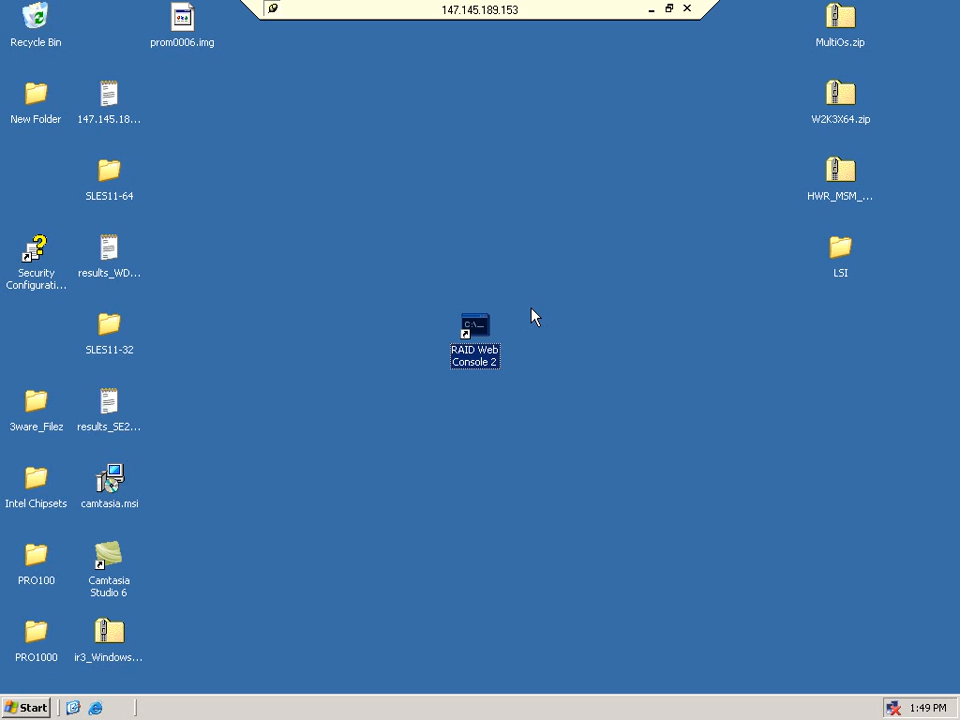 147.145.189.153
Recycle Bin
prom0006.img
MultiOs.zip
New Folder
147.145.18...
W2K3X64.zip
SLES11-64
HWR_MSM_...
Security
Configurati...
results_WD...
LSI
C:\_
RAID Web
Console 2
SLES11-32
3ware_Filez
results_SE2...
Intel Chipsets
camtasia.msi
PRO100
Camtasia
Studio 6
PRO1000
ir3_Windows...
Start
1:49 PM